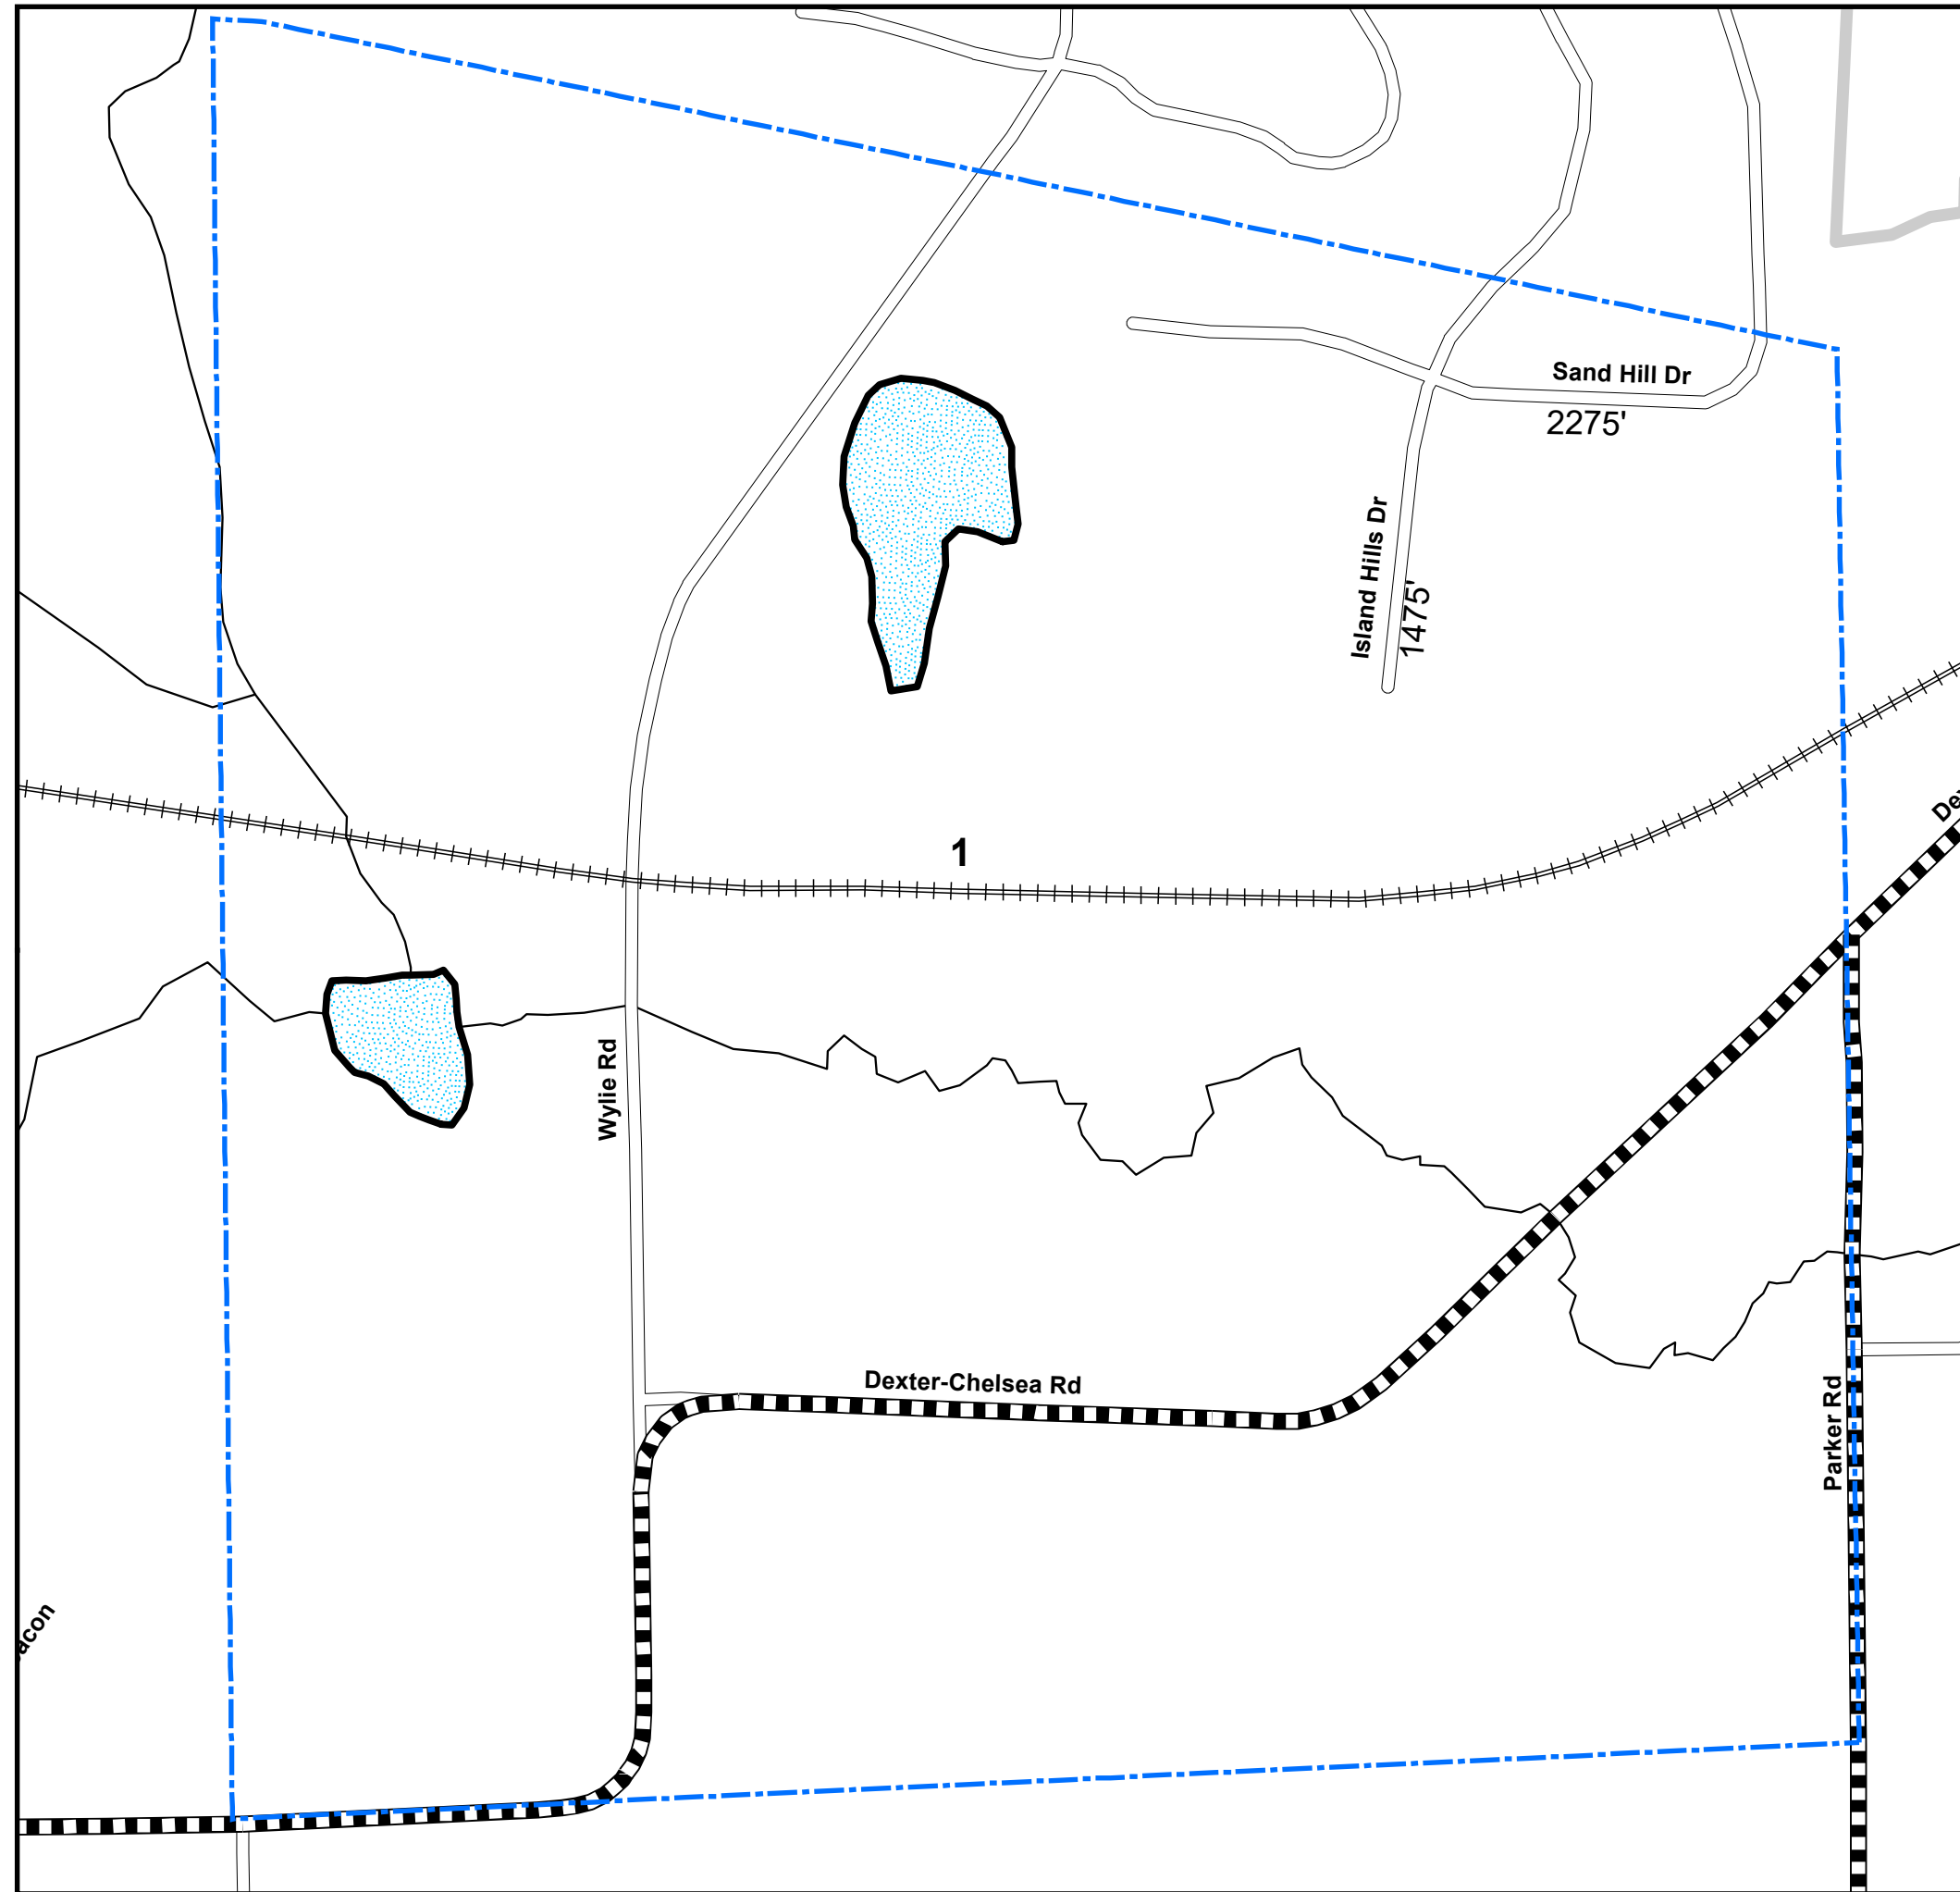 Sand Hill Dr
2275'
Island Hills Dr
1475'
1
Wylie Rd
Dexter-Chelsea Rd
Parker Rd